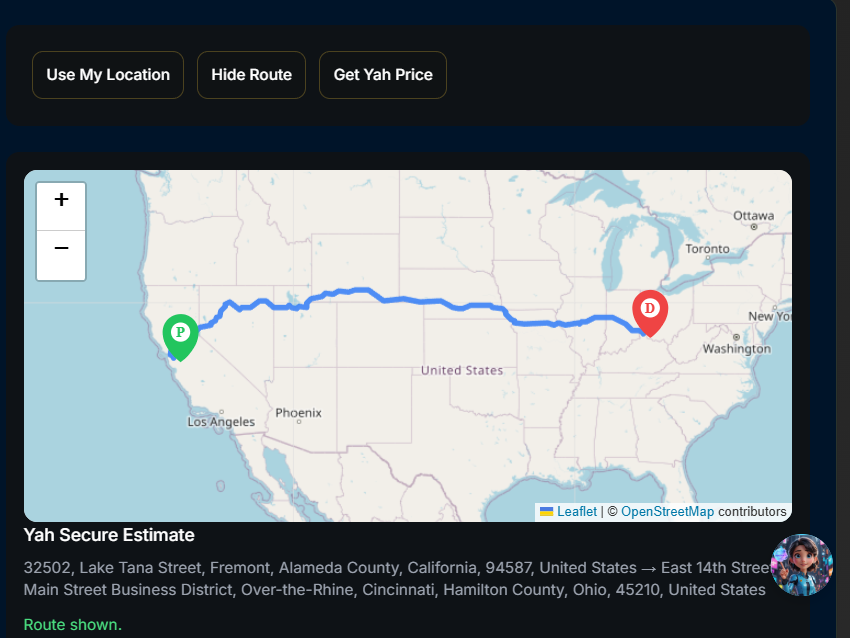 Use My Location
Hide Route
Get Yah Price
+
−
Ottawa
Toronto
New Yo
Washington
P
D
United States
Los Angeles
Phoenix
Leaflet | © OpenStreetMap contributors
Yah Secure Estimate
32502, Lake Tana Street, Fremont, Alameda County, California, 94587, United States → East 14th Stree
Main Street Business District, Over-the-Rhine, Cincinnati, Hamilton County, Ohio, 45210, United States
Route shown.